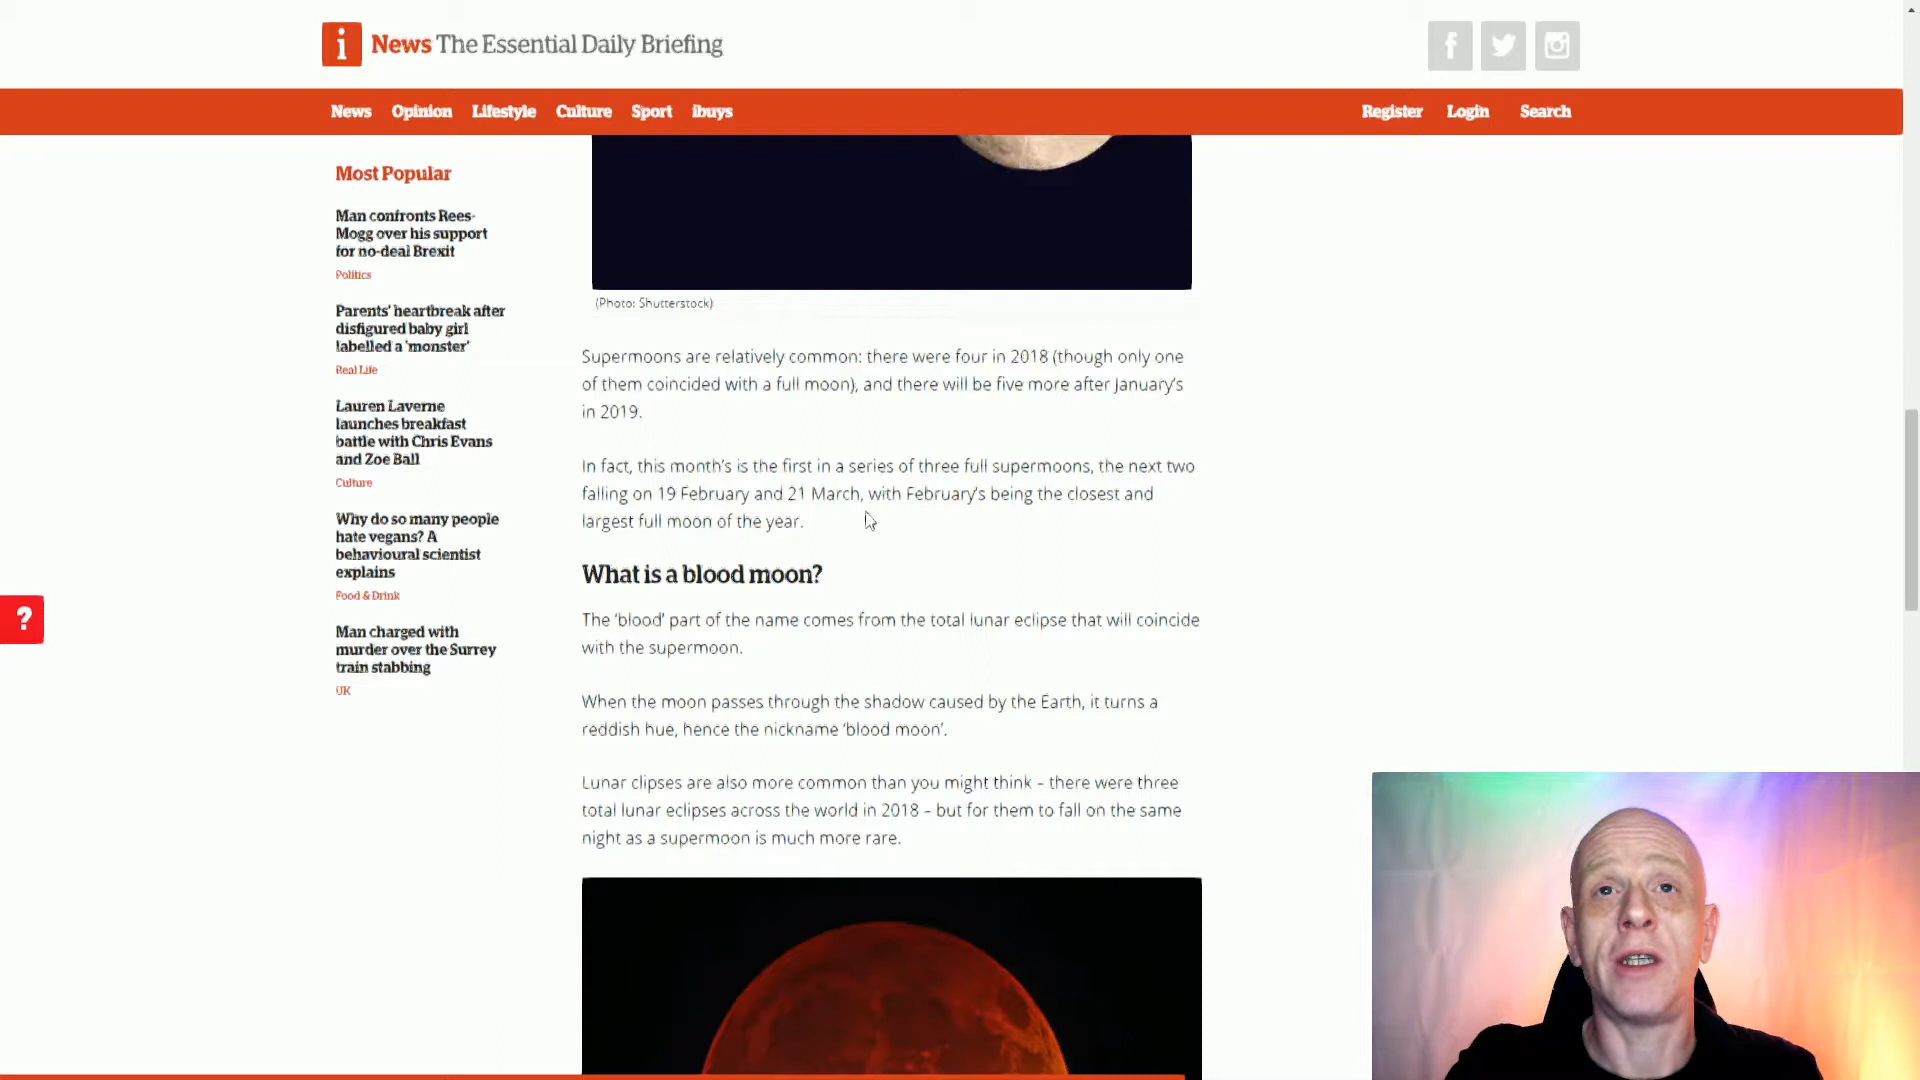 i News The Essential Daily Briefing
News Opinion Lifestyle Culture Sport ibuys Register Login Search
Most Popular
Man confronts Rees-
Mogg over his support
for no-deal Brexit
Politics
Parents' heartbreak after
disfigured baby girl
labelled a 'monster'
Real Life
Lauren Laverne
launches breakfast
battle with Chris Evans
and Zoe Ball
Culture
Why do so many people
hate vegans? A
behavioural scientist
explains
Food & Drink
Man charged with
murder over the Surrey
train stabbing
UK
?
(Photo: Shutterstock)
Supermoons are relatively common: there were four in 2018 (though only one
of them coincided with a full moon), and there will be five more after January's
in 2019.
In fact, this month's is the first in a series of three full supermoons, the next two
falling on 19 February and 21 March, with February's being the closest and
largest full moon of the year.
What is a blood moon?
The 'blood' part of the name comes from the total lunar eclipse that will coincide
with the supermoon.
When the moon passes through the shadow caused by the Earth, it turns a
reddish hue, hence the nickname 'blood moon'.
Lunar clipses are also more common than you might think – there were three
total lunar eclipses across the world in 2018 – but for them to fall on the same
night as a supermoon is much more rare.